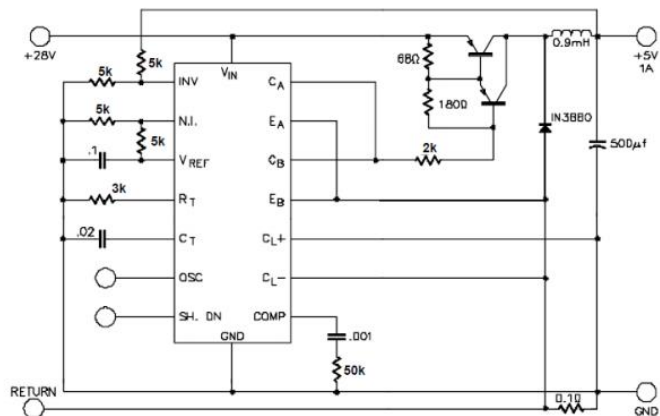 +28V
5k
5k
INV
5k
N.I.
5k
.1
VREF
3k
RT
.02
CT
OSC
SH. DN
GND
VIN
CA
EA
CB
EB
CL+
CL-
COMP
.001
50k
68Ω
180Ω
2k
0.9mH
IN3880
500µf
+5V
1A
RETURN
0.1Ω
GND